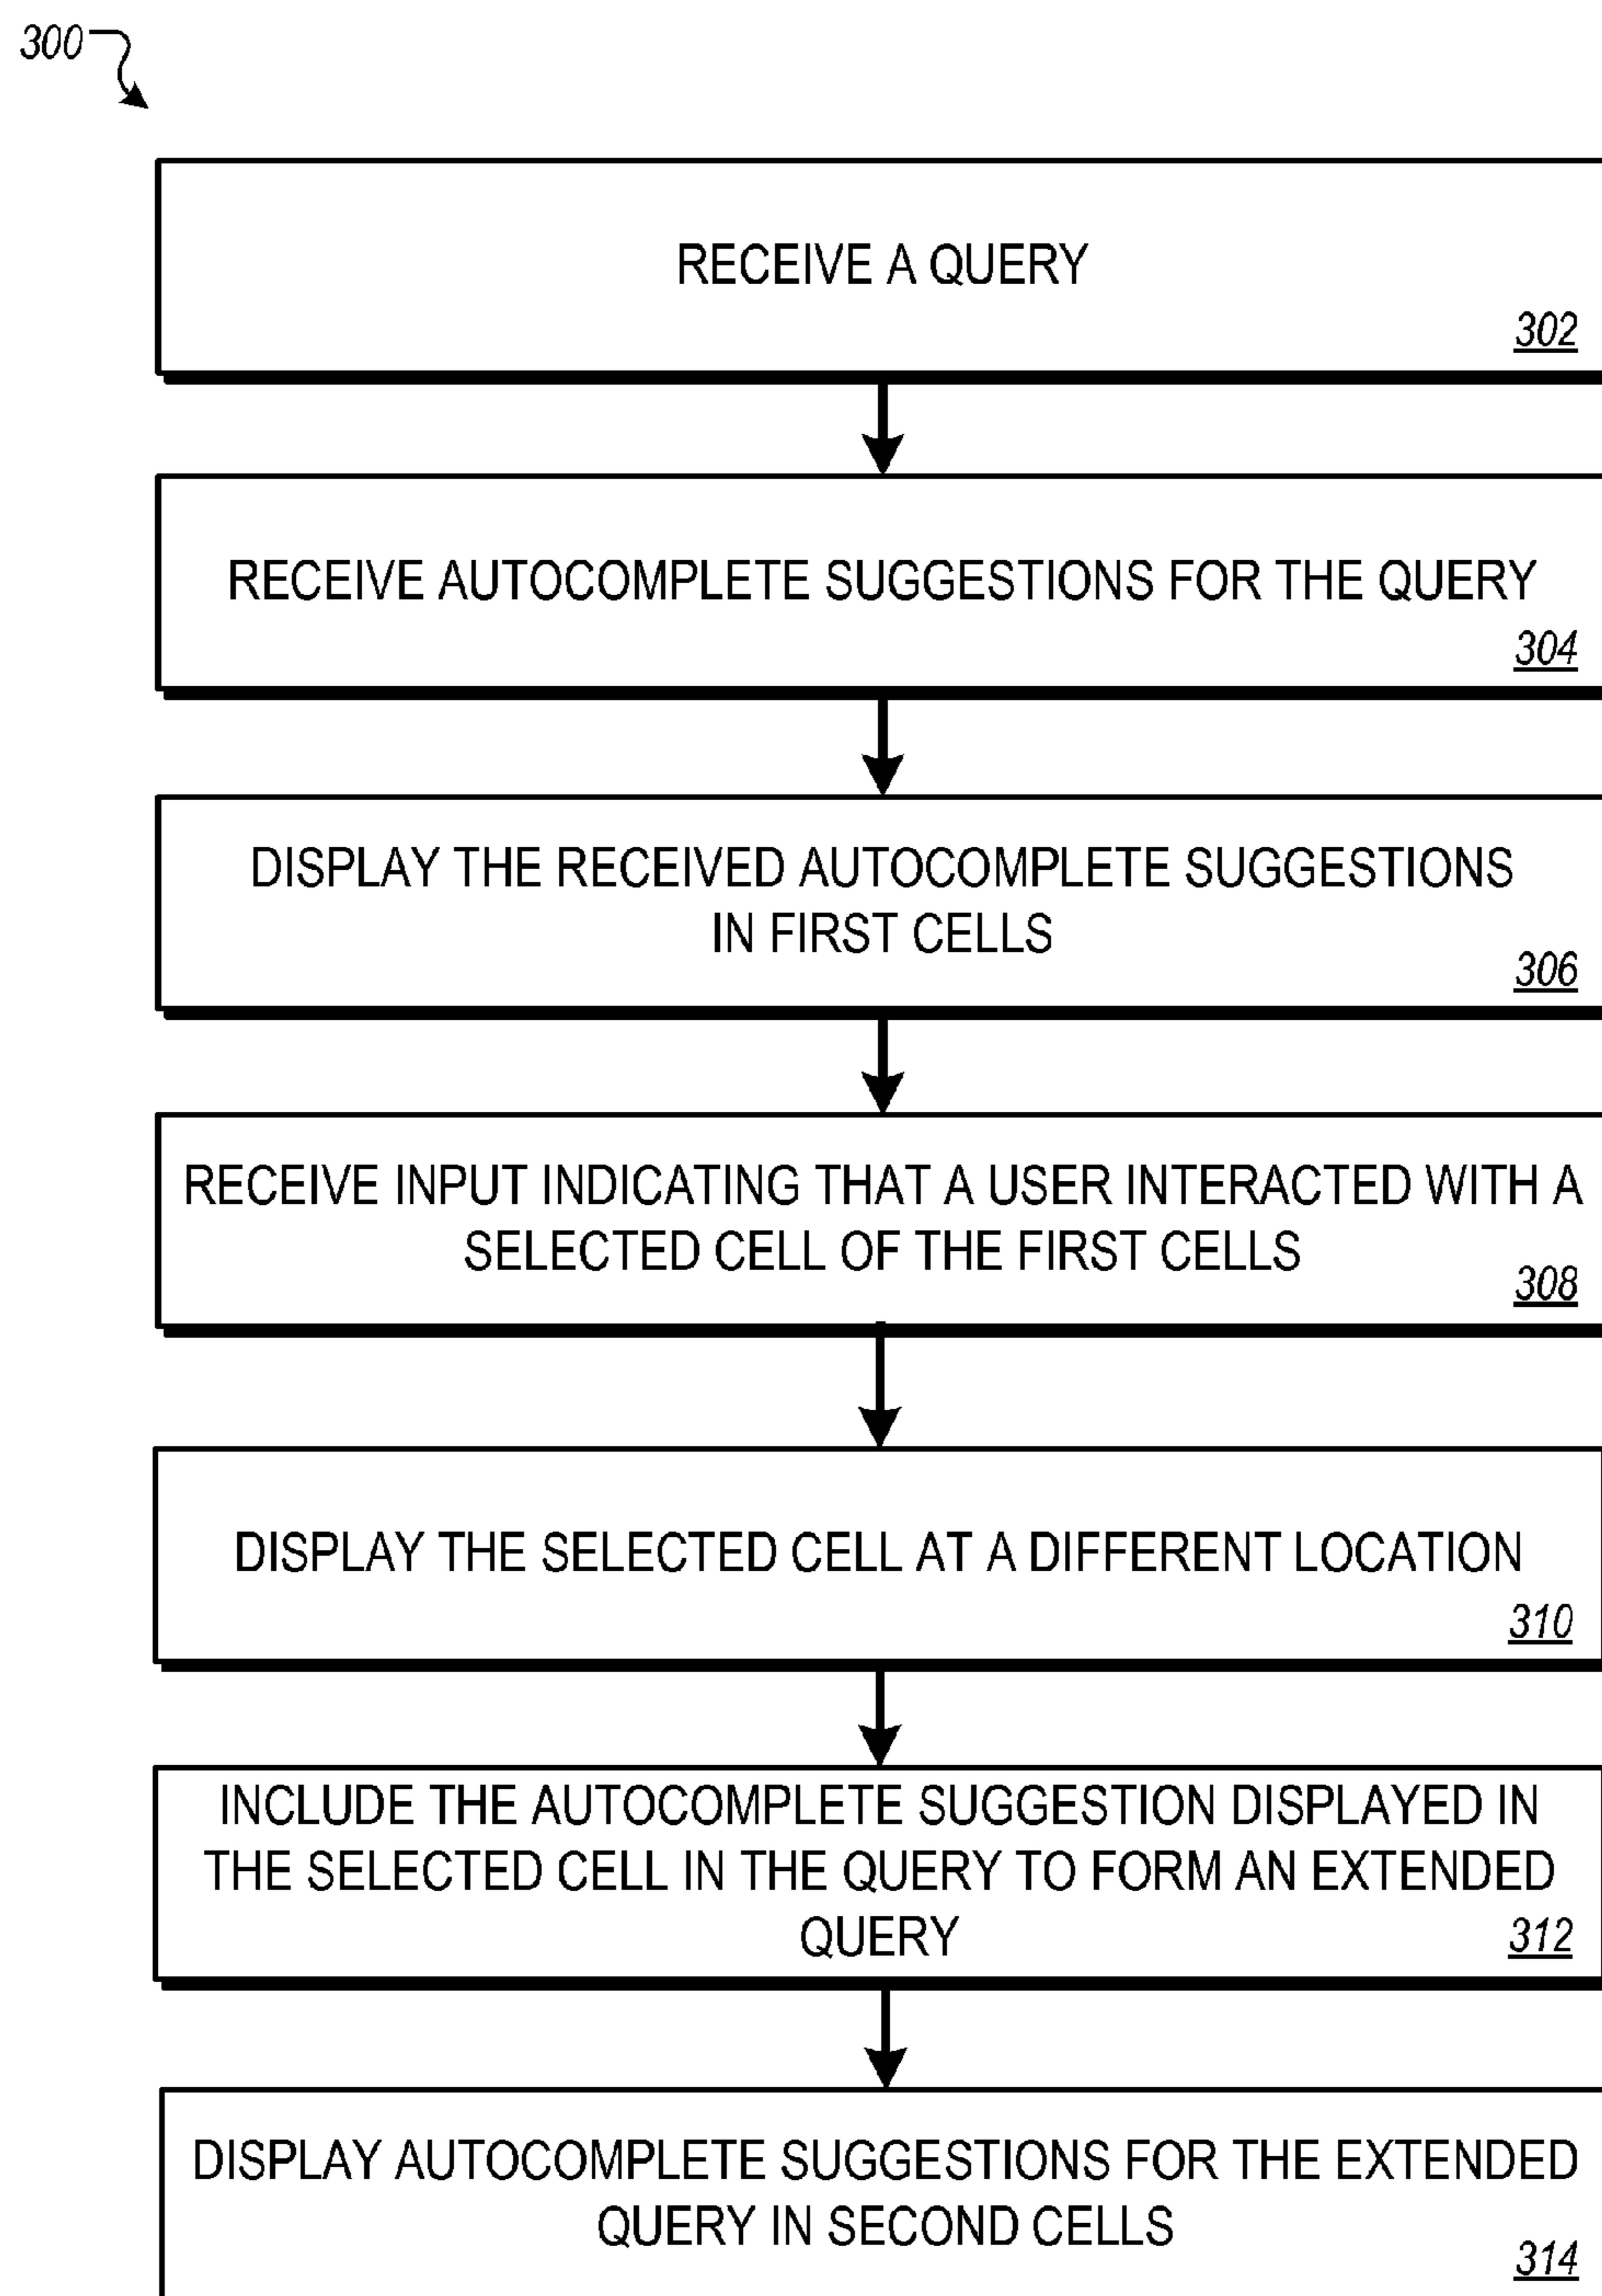 300
RECEIVE A QUERY
302
RECEIVE AUTOCOMPLETE SUGGESTIONS FOR THE QUERY
304
DISPLAY THE RECEIVED AUTOCOMPLETE SUGGESTIONS
IN FIRST CELLS
306
RECEIVE INPUT INDICATING THAT A USER INTERACTED WITH A
SELECTED CELL OF THE FIRST CELLS
308
DISPLAY THE SELECTED CELL AT A DIFFERENT LOCATION
310
INCLUDE THE AUTOCOMPLETE SUGGESTION DISPLAYED IN
THE SELECTED CELL IN THE QUERY TO FORM AN EXTENDED
QUERY
312
DISPLAY AUTOCOMPLETE SUGGESTIONS FOR THE EXTENDED
QUERY IN SECOND CELLS
314